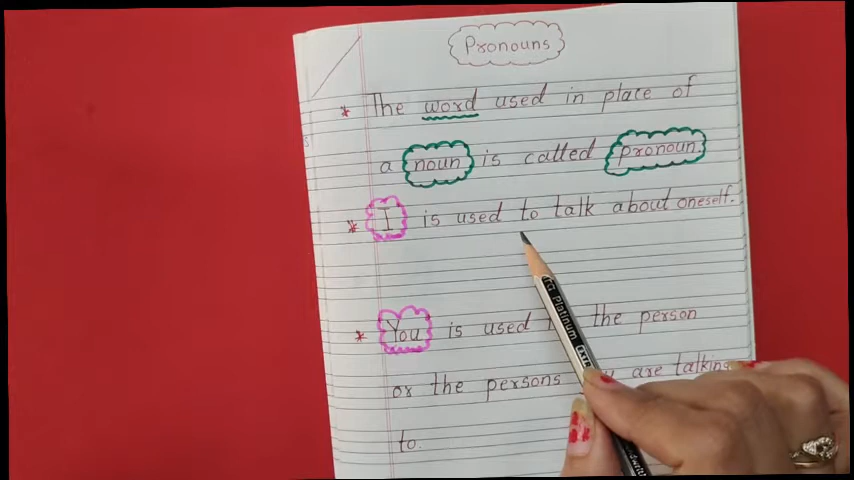 Pronouns
* The word used in place of
a noun is called pronoun.
* I is used to talk about oneself.
* You is used the person
or the persons are talking
to.
Platinum